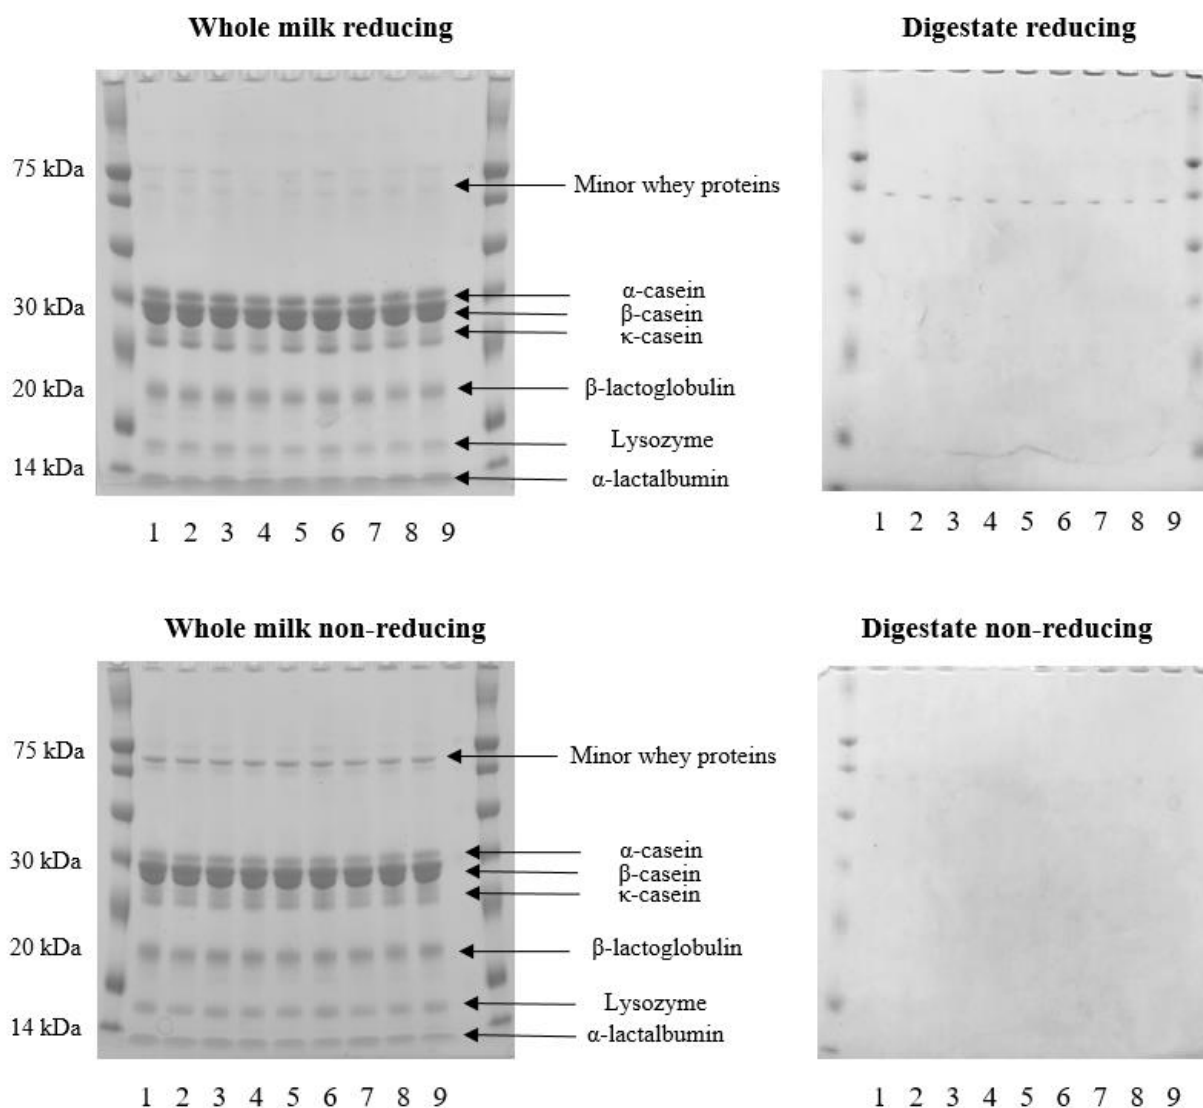 Whole milk reducing
Digestate reducing
75 kDa
Minor whey proteins
α-casein
30 kDa
β-casein
κ-casein
20 kDa
β-lactoglobulin
Lysozyme
14 kDa
α-lactalbumin
1 2 3 4 5 6 7 8 9
1 2 3 4 5 6 7 8 9
Whole milk non-reducing
Digestate non-reducing
75 kDa
Minor whey proteins
α-casein
30 kDa
β-casein
κ-casein
20 kDa
β-lactoglobulin
Lysozyme
14 kDa
α-lactalbumin
1 2 3 4 5 6 7 8 9
1 2 3 4 5 6 7 8 9